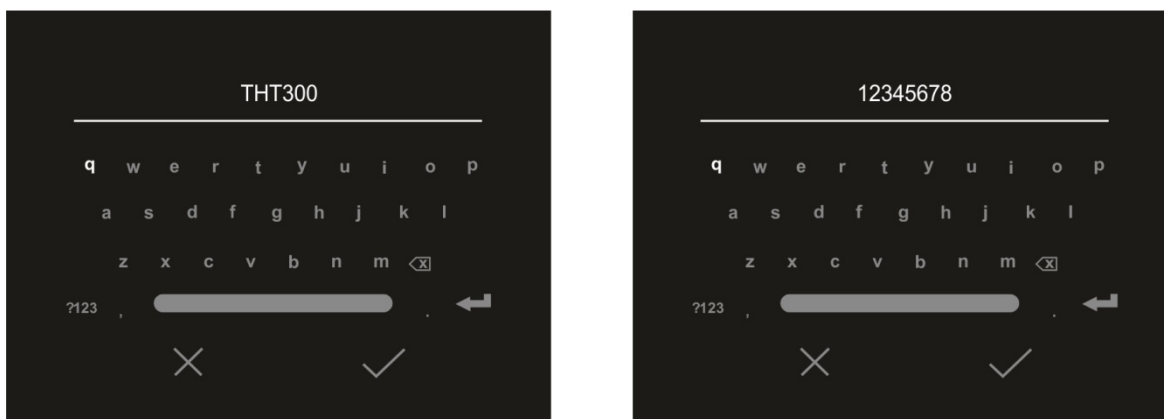 THT300
q w e r t y u i o p
a s d f g h j k l
z x c v b n m
?123 , .
12345678
q w e r t y u i o p
a s d f g h j k l
z x c v b n m
?123 , .